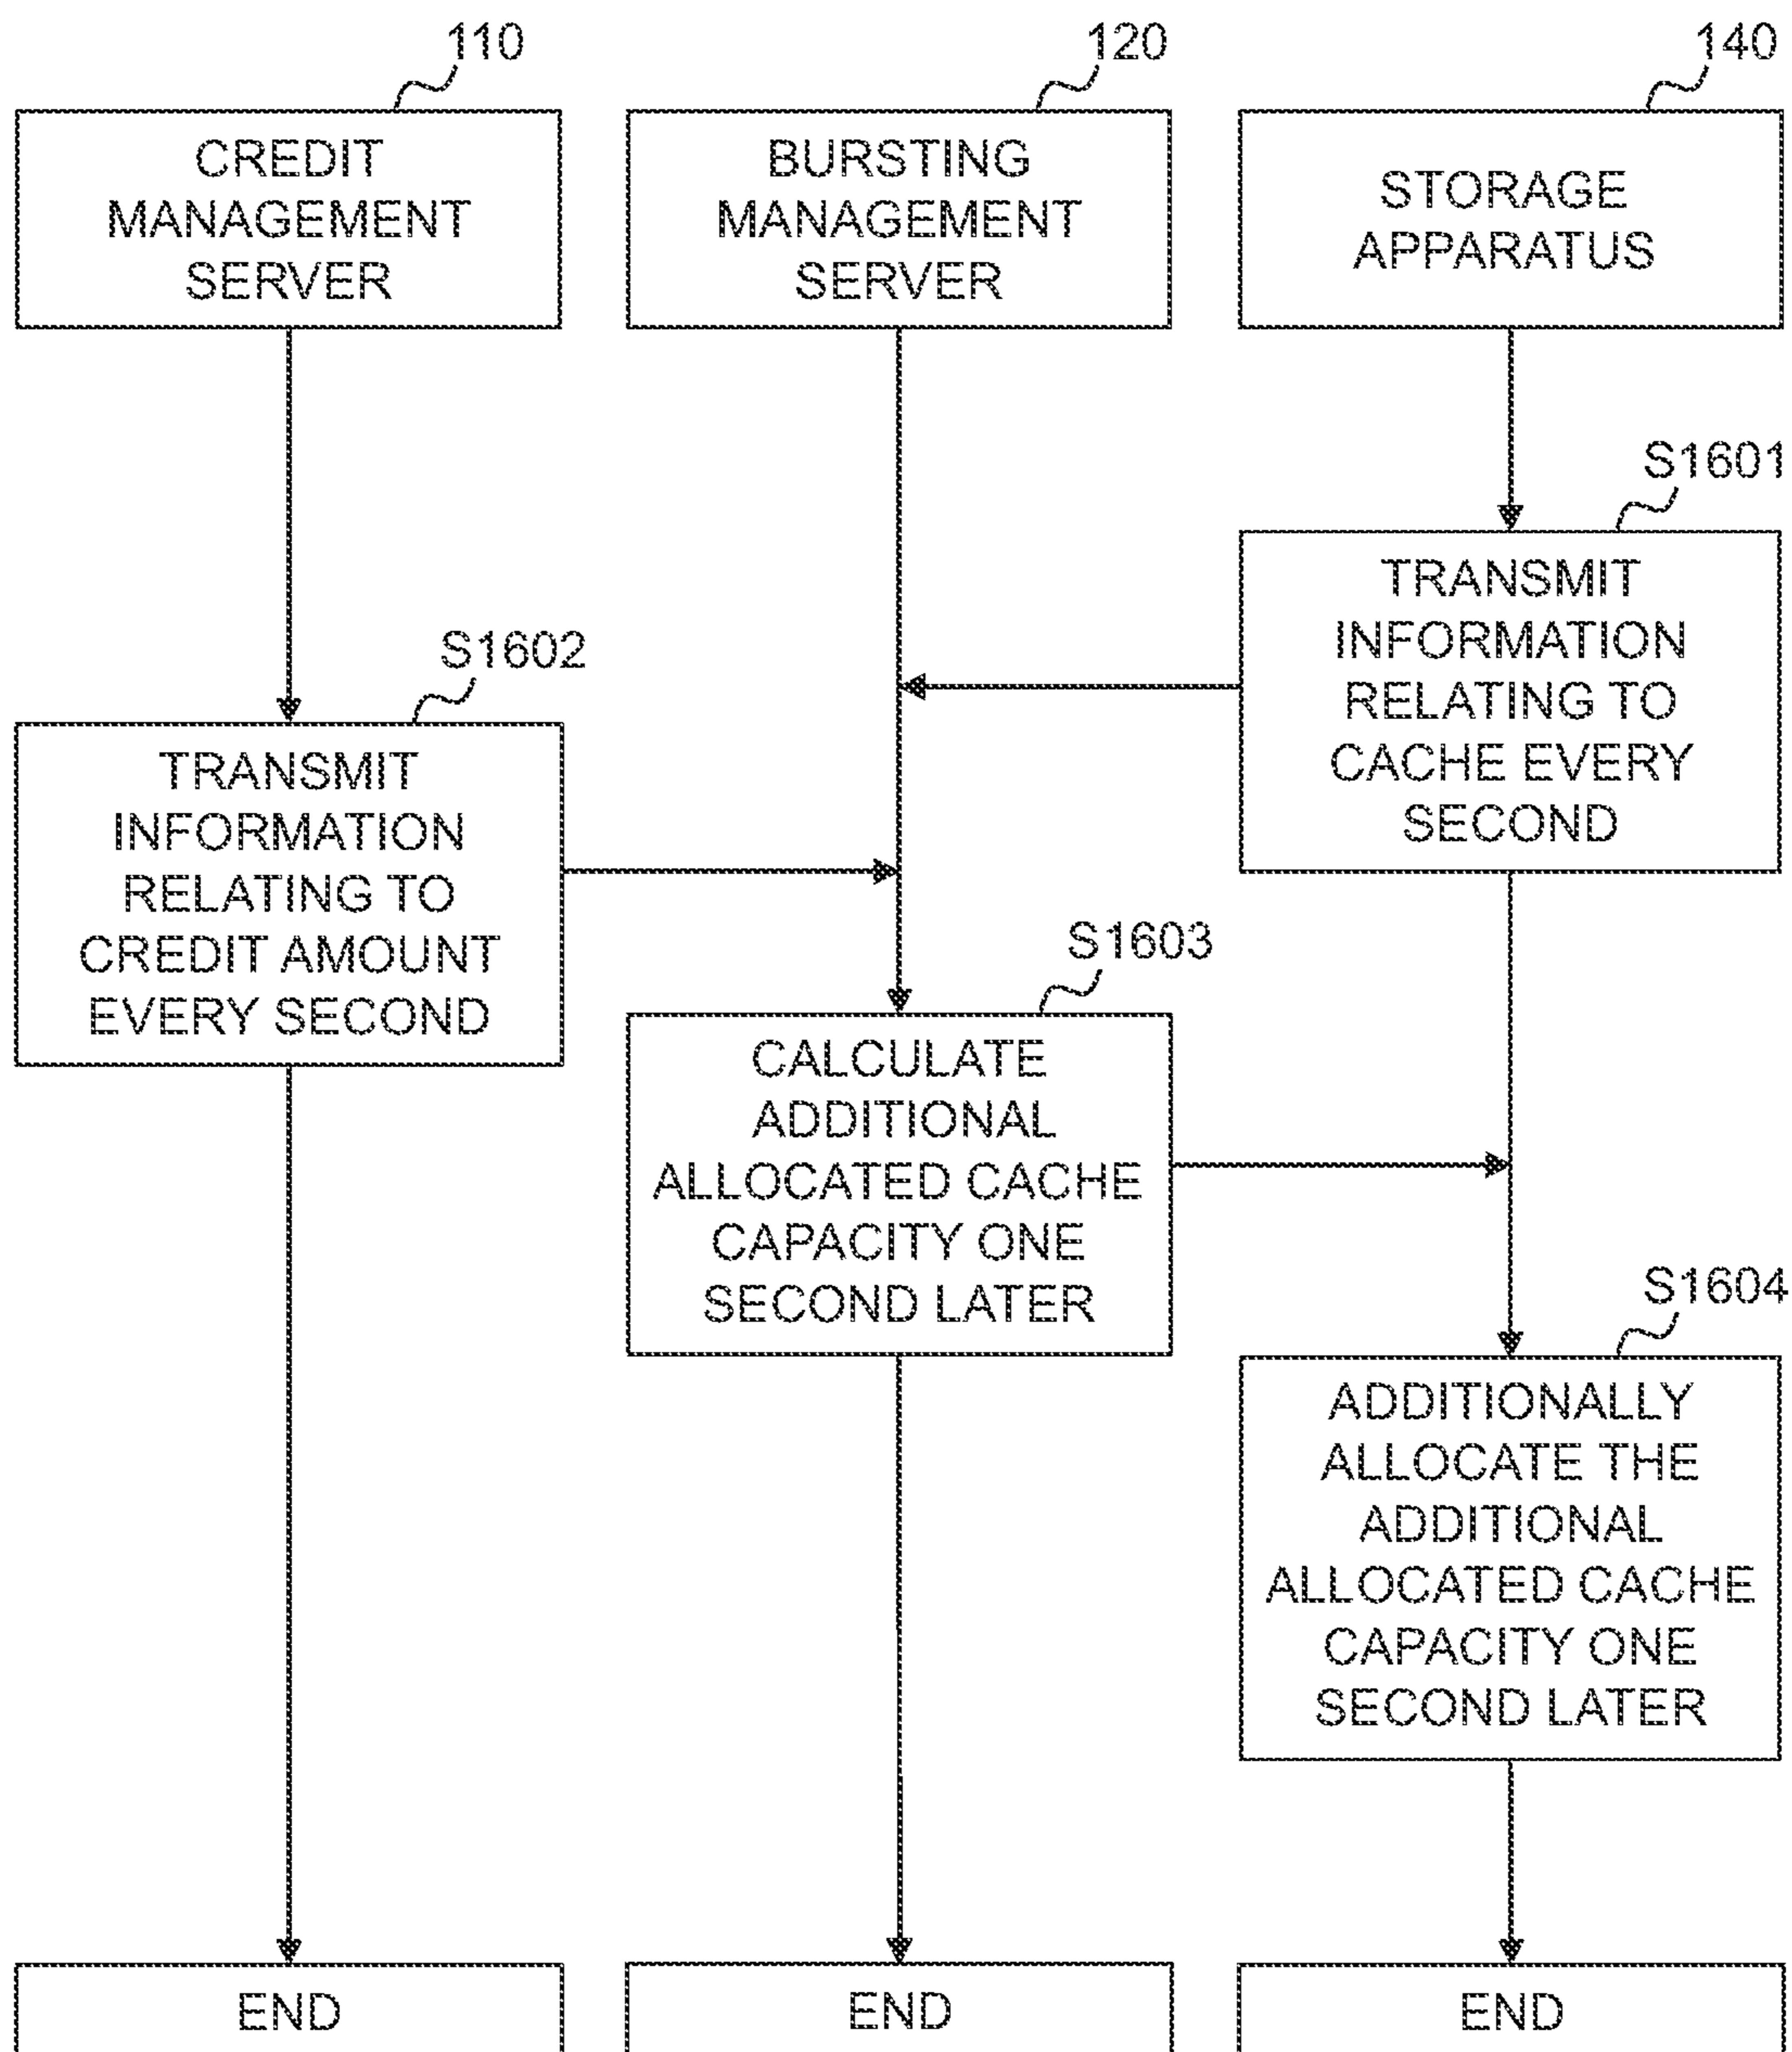 110
120
140
CREDIT
MANAGEMENT
SERVER
BURSTING
MANAGEMENT
SERVER
STORAGE
APPARATUS
S1601
TRANSMIT
INFORMATION
RELATING TO
CACHE EVERY
SECOND
S1602
TRANSMIT
INFORMATION
RELATING TO
CREDIT AMOUNT
EVERY SECOND
S1603
CALCULATE
ADDITIONAL
ALLOCATED CACHE
CAPACITY ONE
SECOND LATER
S1604
ADDITIONALLY
ALLOCATE THE
ADDITIONAL
ALLOCATED CACHE
CAPACITY ONE
SECOND LATER
END
END
END